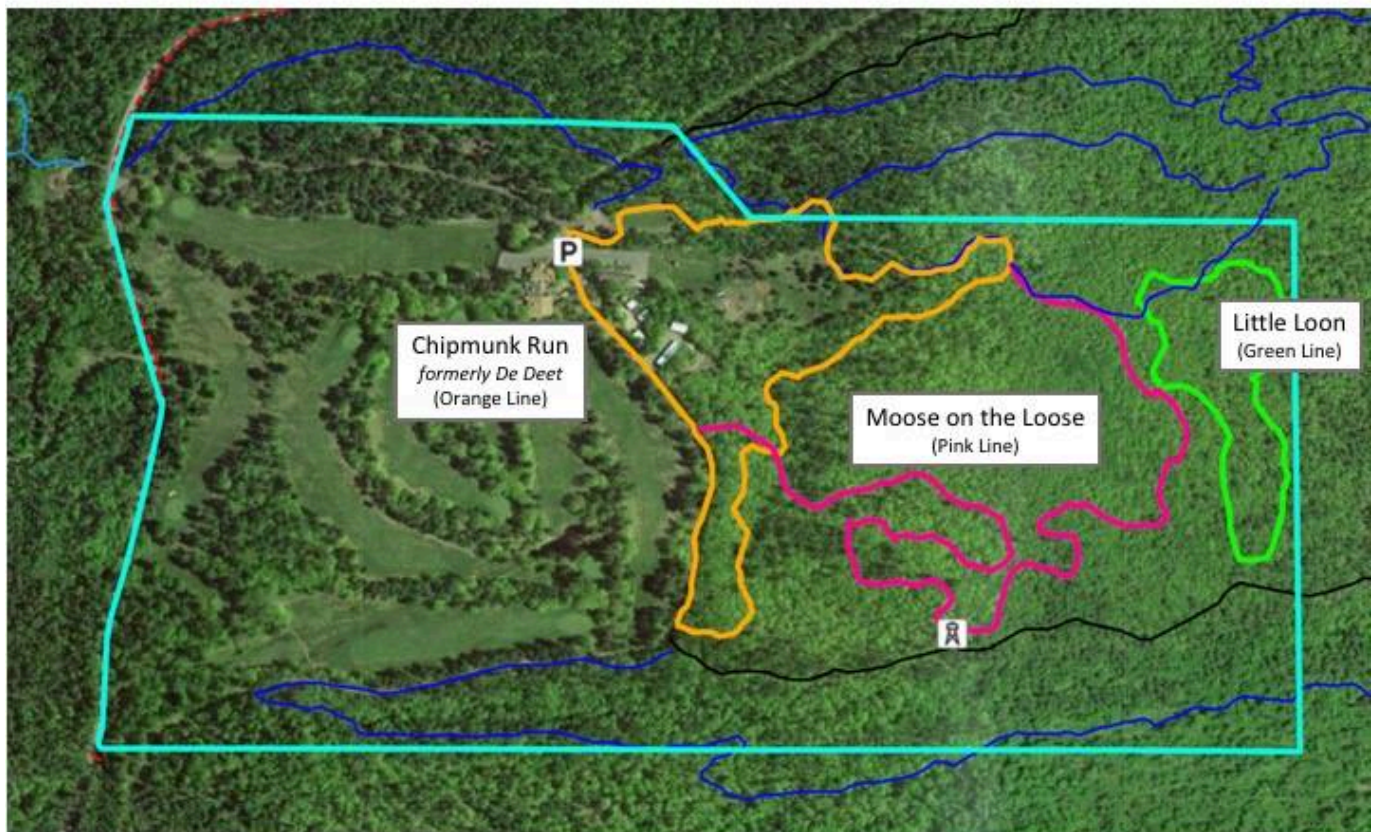 P
Chipmunk Run
formerly De Deet
(Orange Line)
Little Loon
(Green Line)
Moose on the Loose
(Pink Line)